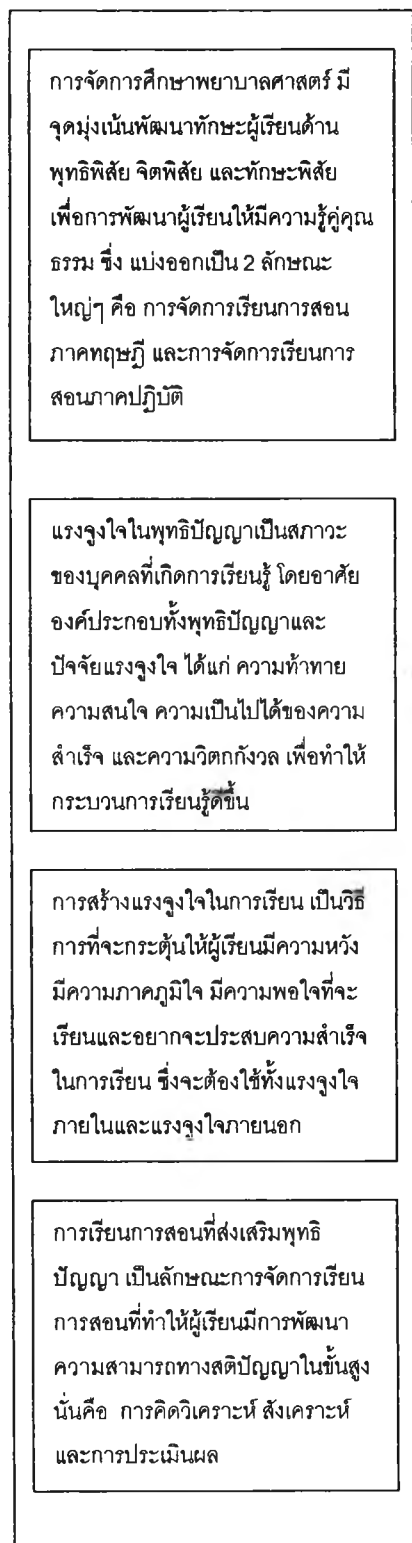 การจัดการศึกษาพยาบาลศาสตร์ มี
จุดมุ่งเน้นพัฒนาทักษะผู้เรียนด้าน
พุทธิพิสัย จิตพิสัย และทักษะพิสัย
เพื่อการพัฒนาผู้เรียนให้มีความรู้คู่คุณ
ธรรม ซึ่ง แบ่งออกเป็น 2 ลักษณะ
ใหญ่ๆ คือ การจัดการเรียนการสอน
ภาคทฤษฎี และการจัดการเรียนการ
สอนภาคปฏิบัติ
แรงจูงใจในพุทธิปัญญาเป็นสภาวะ
ของบุคคลที่เกิดการเรียนรู้ โดยอาศัย
องค์ประกอบทั้งพุทธิปัญญาและ
ปัจจัยแรงจูงใจ ได้แก่ ความท้าทาย
ความสนใจ ความเป็นไปได้ของความ
สำเร็จ และความวิตกกังวล เพื่อทำให้
กระบวนการเรียนรู้ดีขึ้น
การสร้างแรงจูงใจในการเรียน เป็นวิธี
การที่จะกระตุ้นให้ผู้เรียนมีความหวัง
มีความภาคภูมิใจ มีความพอใจที่จะ
เรียนและอยากจะประสบความสำเร็จ
ในการเรียน ซึ่งจะต้องใช้ทั้งแรงจูงใจ
ภายในและแรงจูงใจภายนอก
การเรียนการสอนที่ส่งเสริมพุทธิ
ปัญญา เป็นลักษณะการจัดการเรียน
การสอนที่ทำให้ผู้เรียนมีการพัฒนา
ความสามารถทางสติปัญญาในขั้นสูง
นั่นคือ การคิดวิเคราะห์ สังเคราะห์
และการประเมินผล